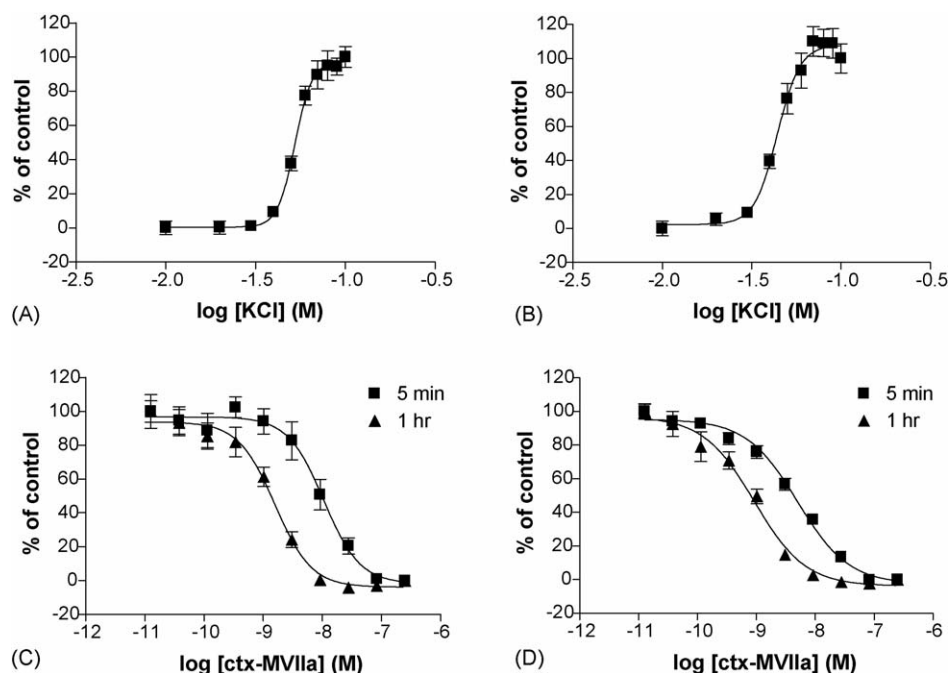 120
100
80
60
40
20
0
-20
% of control
-2.5 -2.0 -1.5 -1.0 -0.5
log [KCl] (M)
(A)
120
100
80
60
40
20
0
-20
% of control
-2.5 -2.0 -1.5 -1.0 -0.5
log [KCl] (M)
(B)
120
100
80
60
40
20
0
-20
% of control
5 min
1 hr
-12 -11 -10 -9 -8 -7 -6
log [ctx-MVIIa] (M)
(C)
120
100
80
60
40
20
0
-20
% of control
5 min
1 hr
-12 -11 -10 -9 -8 -7 -6
log [ctx-MVIIa] (M)
(D)